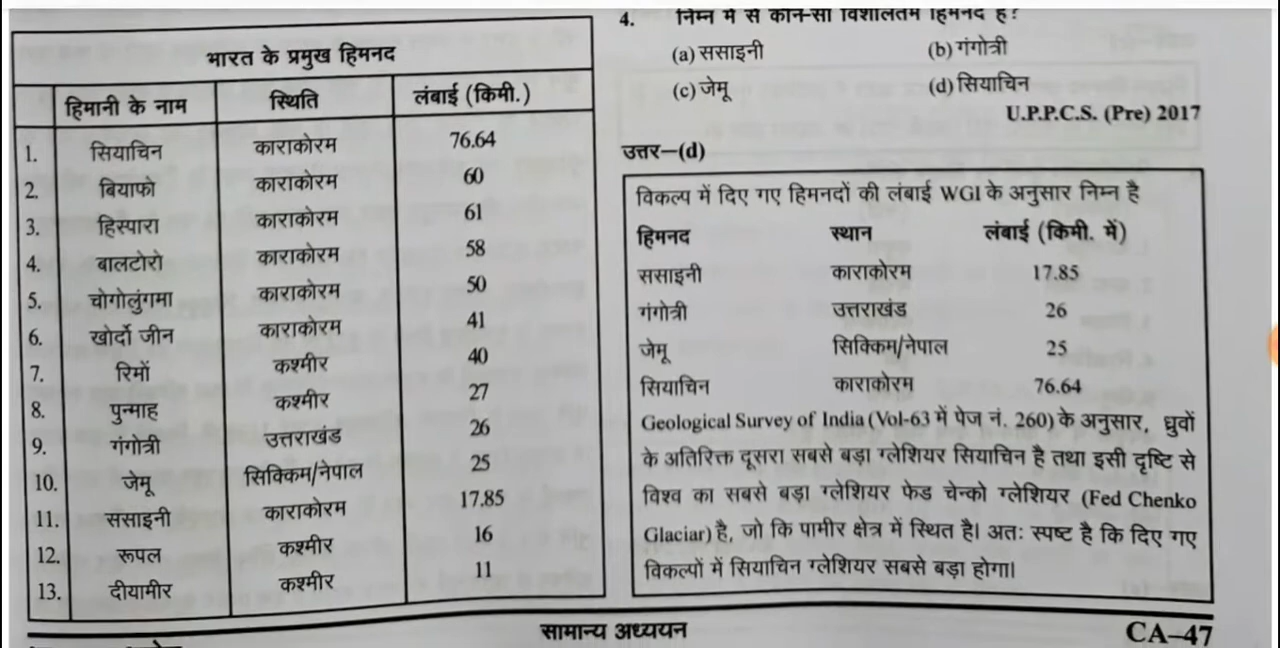 भारत के प्रमुख हिमनद
हिमानी के नाम स्थिति लंबाई (किमी.)
1. सियाचिन काराकोरम 76.64
2. बियाफो काराकोरम 60
3. हिस्पारा काराकोरम 61
4. बालटोरो काराकोरम 58
5. चोगोलुंगमा काराकोरम 50
6. खोर्दो जीन काराकोरम 41
7. रिमों कश्मीर 40
8. पुन्माह कश्मीर 27
9. गंगोत्री उत्तराखंड 26
10. जेमू सिक्किम/नेपाल 25
11. ससाइनी काराकोरम 17.85
12. रूपल कश्मीर 16
13. दीयामीर कश्मीर 11
4. निम्न में से कौन-सा विशालतम हिमनद है?
(a) ससाइनी (b) गंगोत्री
(c) जेमू (d) सियाचिन
U.P.P.C.S. (Pre) 2017
उत्तर—(d)
विकल्प में दिए गए हिमनदों की लंबाई WGI के अनुसार निम्न है
हिमनद स्थान लंबाई (किमी. में)
ससाइनी काराकोरम 17.85
गंगोत्री उत्तराखंड 26
जेमू सिक्किम/नेपाल 25
सियाचिन काराकोरम 76.64
Geological Survey of India (Vol-63 में पेज नं. 260) के अनुसार, ध्रुवों
के अतिरिक्त दूसरा सबसे बड़ा ग्लेशियर सियाचिन है तथा इसी दृष्टि से
विश्व का सबसे बड़ा ग्लेशियर फेड चेन्को ग्लेशियर (Fed Chenko
Glaciar) है, जो कि पामीर क्षेत्र में स्थित है। अतः स्पष्ट है कि दिए गए
विकल्पों में सियाचिन ग्लेशियर सबसे बड़ा होगा।
सामान्य अध्ययन
CA–47